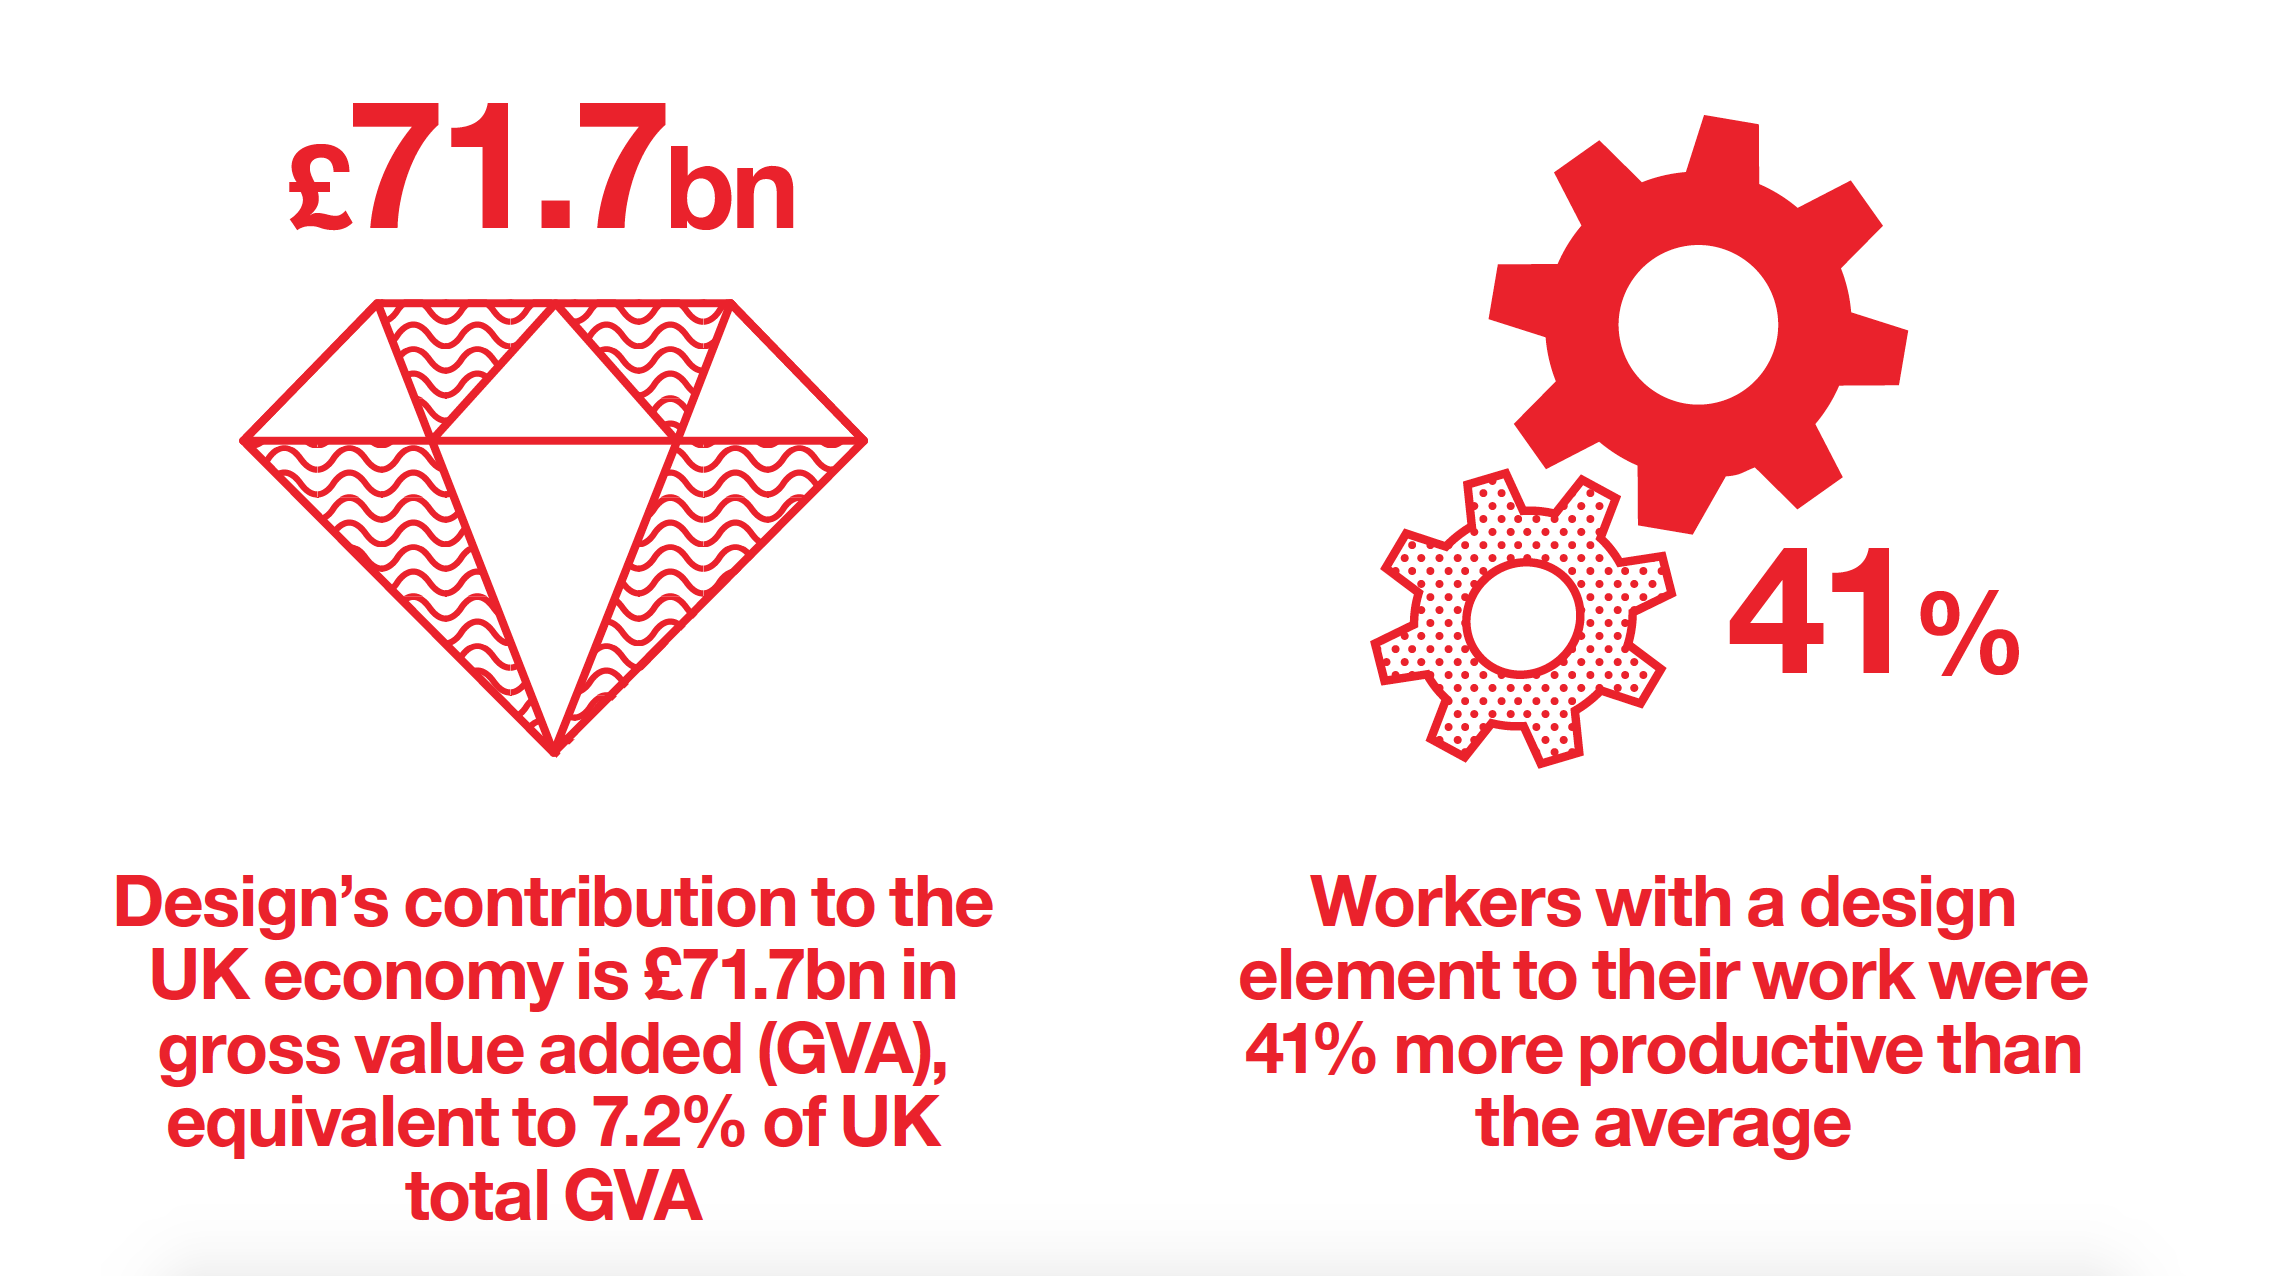 £71.7bn
Design’s contribution to the
UK economy is £71.7bn in
gross value added (GVA),
equivalent to 7.2% of UK
total GVA
41%
Workers with a design
element to their work were
41% more productive than
the average